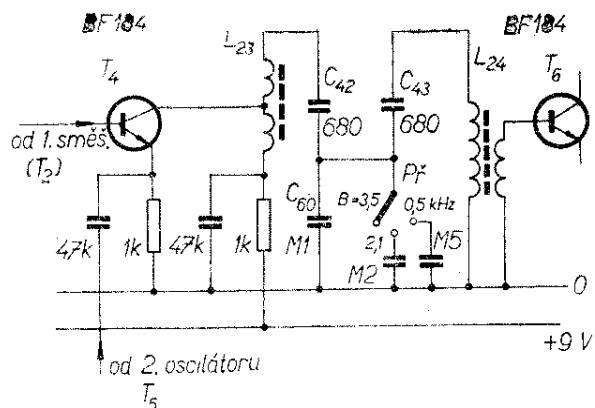 BF184
BF184
L23
T4
C42
C43
L24
T6
680
680
od 1. směš.
(T2)
Př
C60
B=3,5
0,5 kHz
47k
1k
47k
1k
M1
2,1
M2
M5
0
+9 V
od 2. oscilátoru
T5